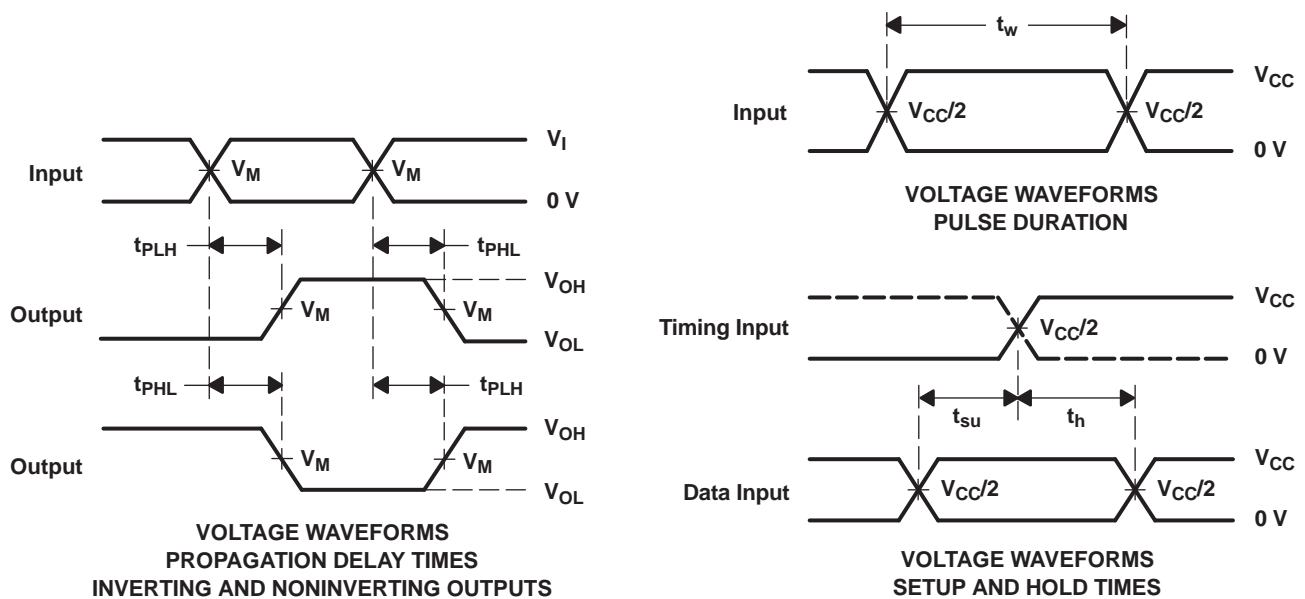 Input
V_I
V_M
V_M
0 V
t_PLH
t_PHL
Output
V_OH
V_M
V_M
V_OL
t_PHL
t_PLH
Output
V_OH
V_M
V_M
V_OL
VOLTAGE WAVEFORMS
PROPAGATION DELAY TIMES
INVERTING AND NONINVERTING OUTPUTS
t_w
Input
V_CC
V_CC/2
V_CC/2
0 V
VOLTAGE WAVEFORMS
PULSE DURATION
Timing Input
V_CC
V_CC/2
0 V
t_su
t_h
Data Input
V_CC
V_CC/2
V_CC/2
0 V
VOLTAGE WAVEFORMS
SETUP AND HOLD TIMES